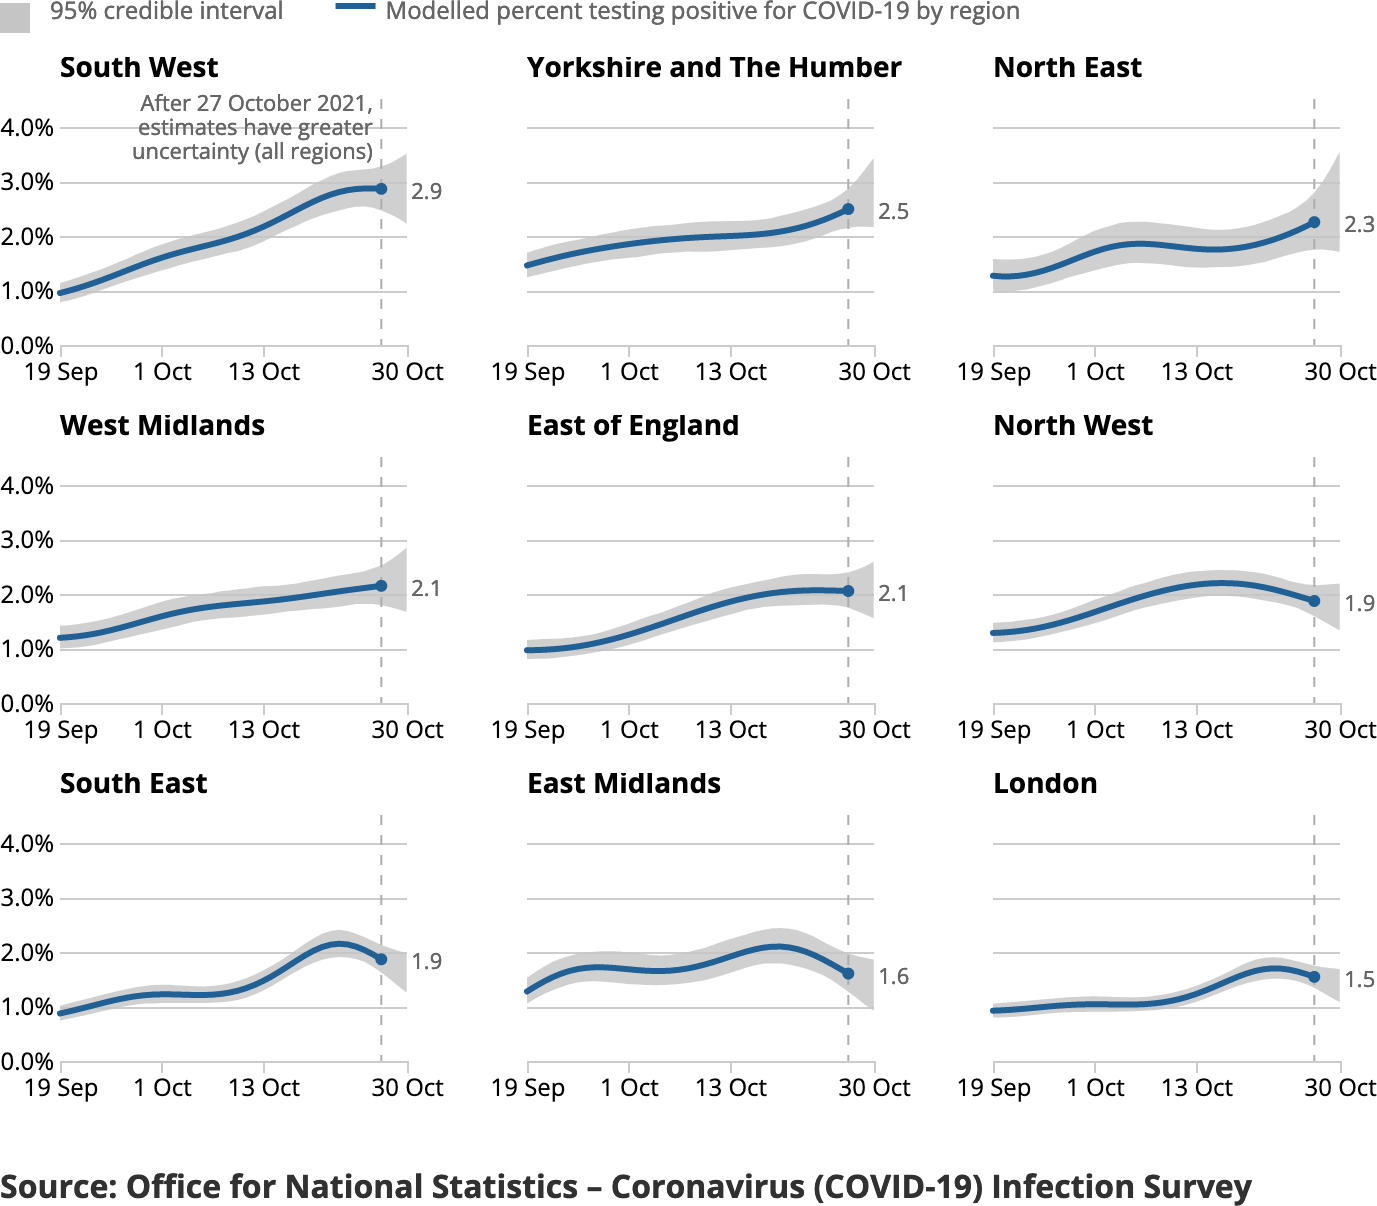 95% credible interval Modelled percent testing positive for COVID-19 by region
South West Yorkshire and The Humber North East
After 27 October 2021,
estimates have greater
uncertainty (all regions)
4.0%
3.0%
2.0%
1.0%
0.0%
2.9 2.5 2.3
19 Sep 1 Oct 13 Oct 30 Oct 19 Sep 1 Oct 13 Oct 30 Oct 19 Sep 1 Oct 13 Oct 30 Oct
West Midlands East of England North West
4.0%
3.0%
2.0%
1.0%
0.0%
2.1 2.1 1.9
19 Sep 1 Oct 13 Oct 30 Oct 19 Sep 1 Oct 13 Oct 30 Oct 19 Sep 1 Oct 13 Oct 30 Oct
South East East Midlands London
4.0%
3.0%
2.0%
1.0%
0.0%
1.9 1.6 1.5
19 Sep 1 Oct 13 Oct 30 Oct 19 Sep 1 Oct 13 Oct 30 Oct 19 Sep 1 Oct 13 Oct 30 Oct
Source: Office for National Statistics – Coronavirus (COVID-19) Infection Survey